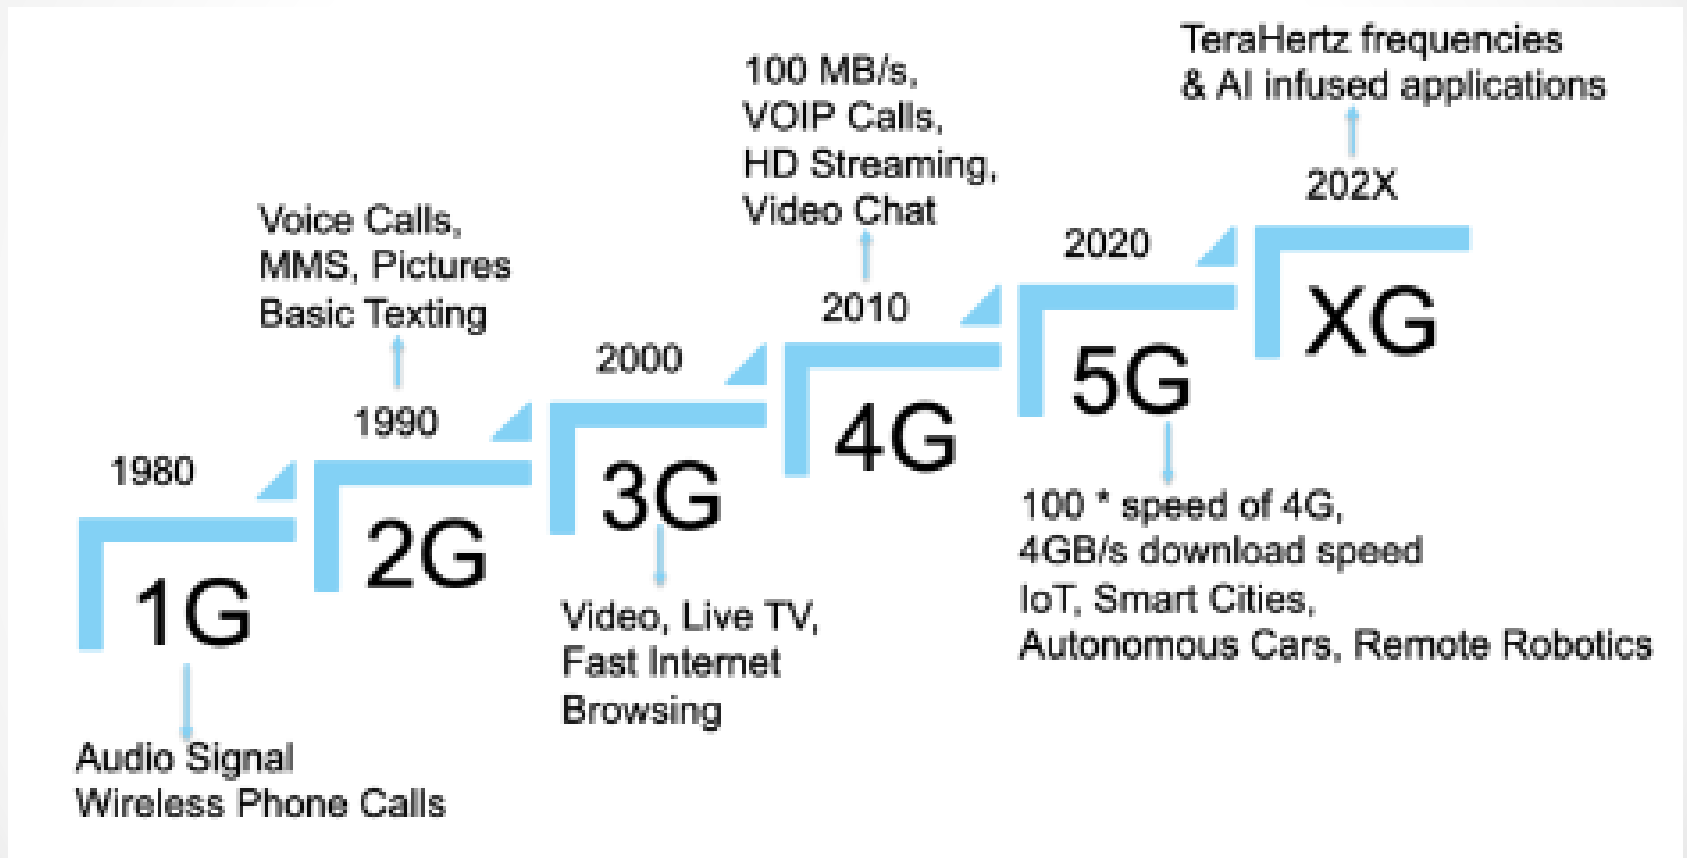 1980
1G
Audio Signal
Wireless Phone Calls
Voice Calls,
MMS, Pictures
Basic Texting
1990
2G
2000
3G
Video, Live TV,
Fast Internet
Browsing
100 MB/s,
VOIP Calls,
HD Streaming,
Video Chat
2010
4G
2020
5G
100 * speed of 4G,
4GB/s download speed
IoT, Smart Cities,
Autonomous Cars, Remote Robotics
TeraHertz frequencies
& AI infused applications
202X
XG